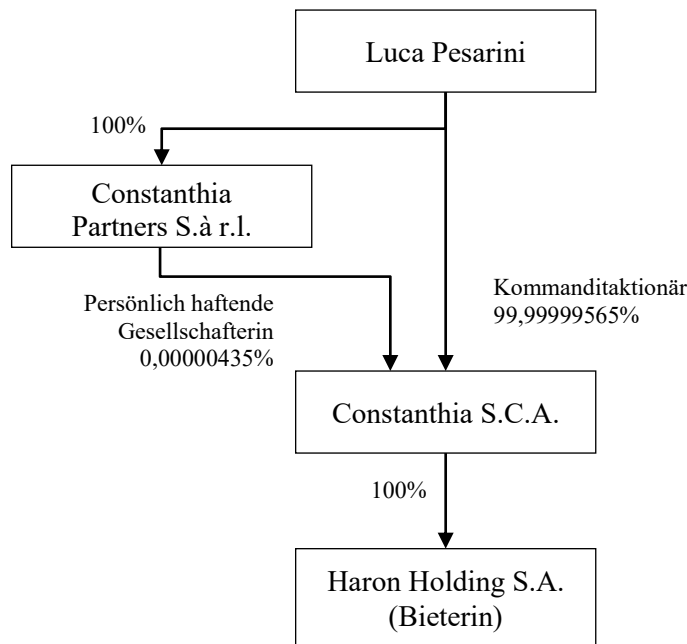 Luca Pesarini
100%
Constanthia
Partners S.à r.l.
Persönlich haftende
Gesellschafterin
0,00000435%
Kommanditaktionär
99,99999565%
Constanthia S.C.A.
100%
Haron Holding S.A.
(Bieterin)